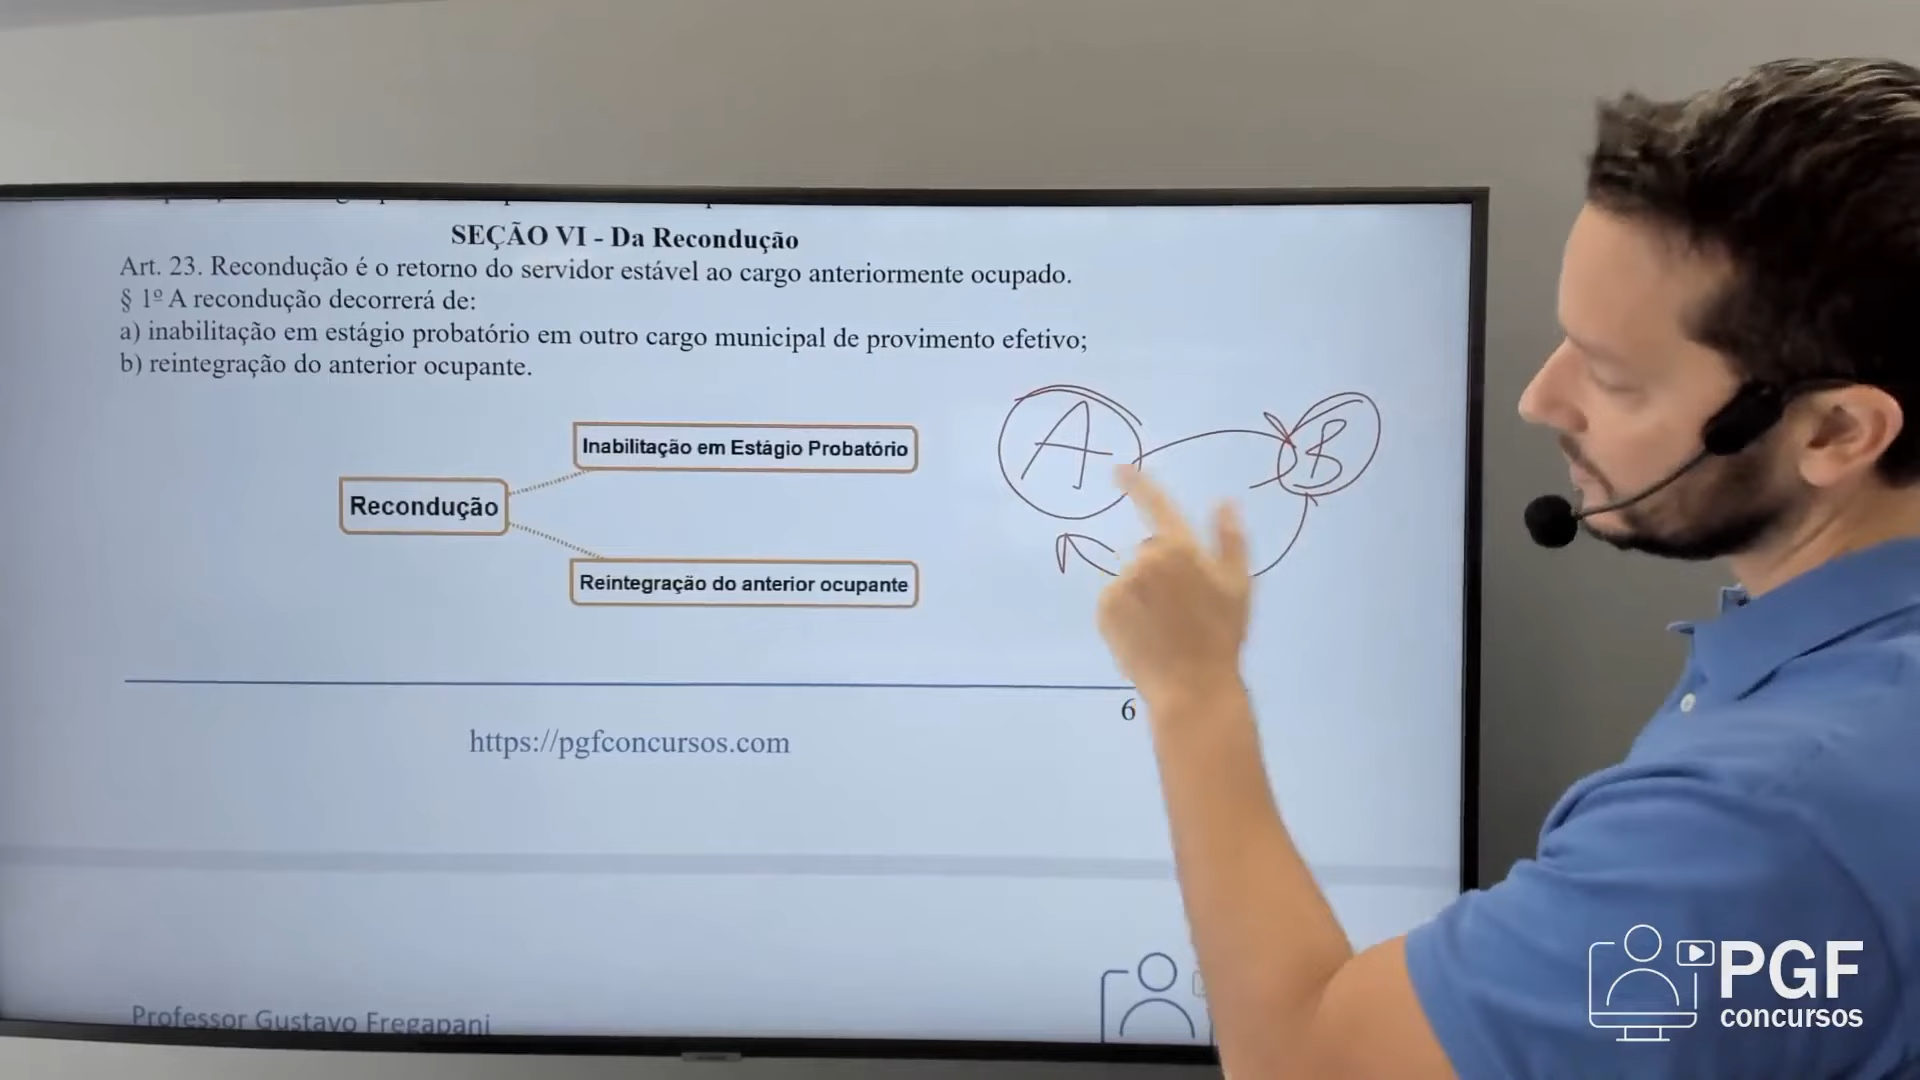 SEÇÃO VI - Da Recondução
Art. 23. Recondução é o retorno do servidor estável ao cargo anteriormente ocupado.
§ 1º A recondução decorrerá de:
a) inabilitação em estágio probatório em outro cargo municipal de provimento efetivo;
b) reintegração do anterior ocupante.
Inabilitação em Estágio Probatório
Recondução
Reintegração do anterior ocupante
A
B
6
https://pgfconcursos.com
Professor Gustavo Fregapani
PGF
concursos